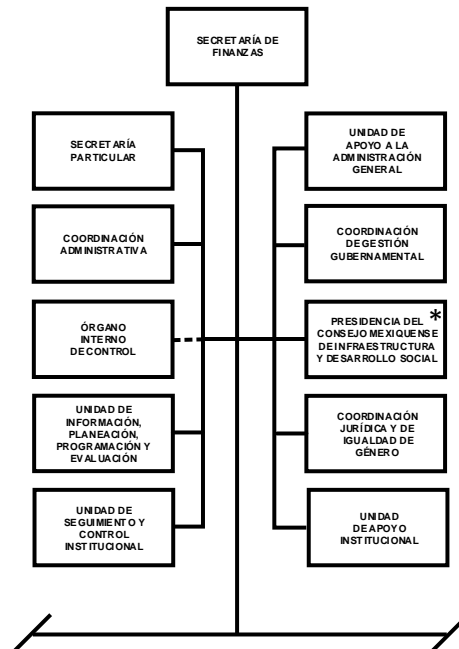 SECRETARÍA DE
FINANZAS
SECRETARÍA
PARTICULAR
UNIDAD DE
APOYO A LA
ADMINISTRACIÓN
GENERAL
COORDINACIÓN
ADMINISTRATIVA
COORDINACIÓN
DE GESTIÓN
GUBERNAMENTAL
ÓRGANO
INTERNO
DE CONTROL
PRESIDENCIA DEL *
CONSEJO MEXIQUENSE
DE INFRAESTRUCTURA
Y DESARROLLO SOCIAL
UNIDAD DE
INFORMACIÓN,
PLANEACIÓN,
PROGRAMACIÓN Y
EVALUACIÓN
COORDINACIÓN
JURÍDICA Y DE
IGUALDAD DE
GÉNERO
UNIDAD DE
SEGUIMIENTO Y
CONTROL
INSTITUCIONAL
UNIDAD
DE APOYO
INSTITUCIONAL